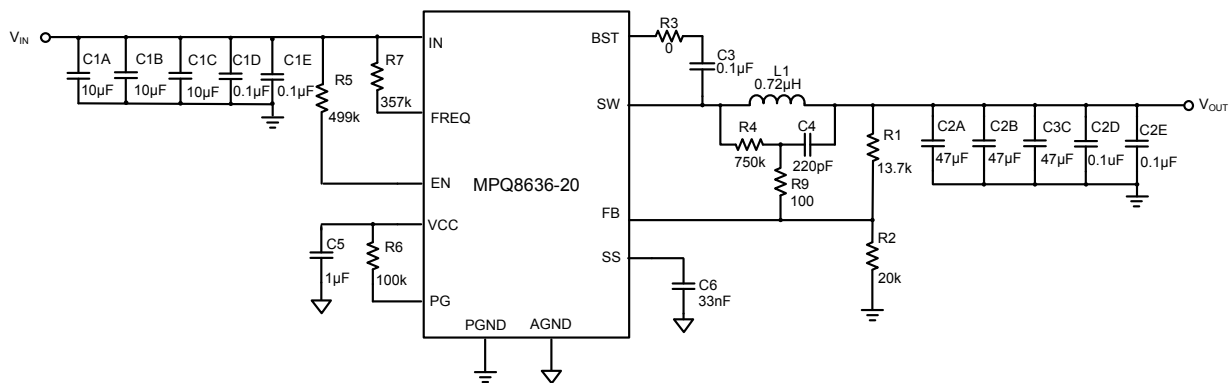 V_IN
C1A
10µF
C1B
10µF
C1C
10µF
C1D
0.1µF
C1E
0.1µF
R5
499k
R7
357k
IN
FREQ
EN
VCC
PG
C5
1µF
R6
100k
MPQ8636-20
PGND
AGND
BST
SW
FB
SS
R3
0
C3
0.1µF
L1
0.72µH
R4
750k
C4
220pF
R9
100
R1
13.7k
R2
20k
C6
33nF
C2A
47µF
C2B
47µF
C3C
47µF
C2D
0.1uF
C2E
0.1µF
V_OUT